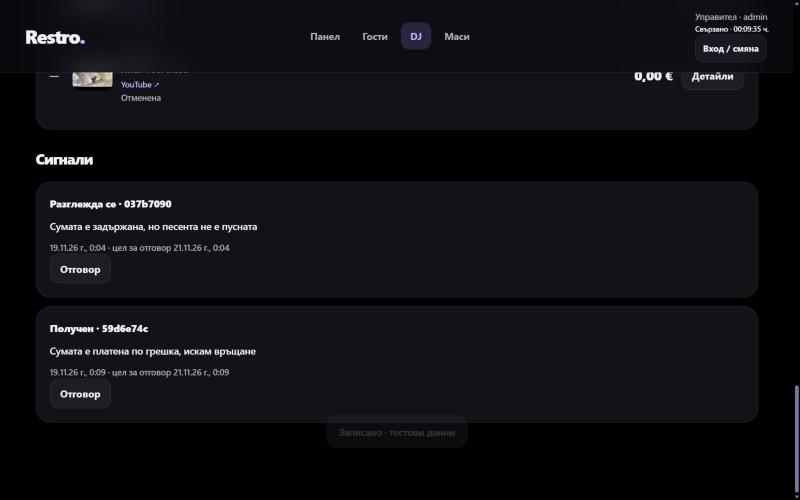 Restro.
Панел
Гости
DJ
Маси
Управител · admin
Свързано · 00:09:35 ч.
Вход / смяна
YouTube ↗
Отменена
0,00 €
Детайли
Сигнали
Разглежда се · 037b7090
Сумата е задържана, но песента не е пусната
19.11.26 г., 0:04 · цел за отговор 21.11.26 г., 0:04
Отговор
Получен · 59d6e74c
Сумата е платена по грешка, искам връщане
19.11.26 г., 0:09 · цел за отговор 21.11.26 г., 0:09
Отговор
Записано · тестови данни